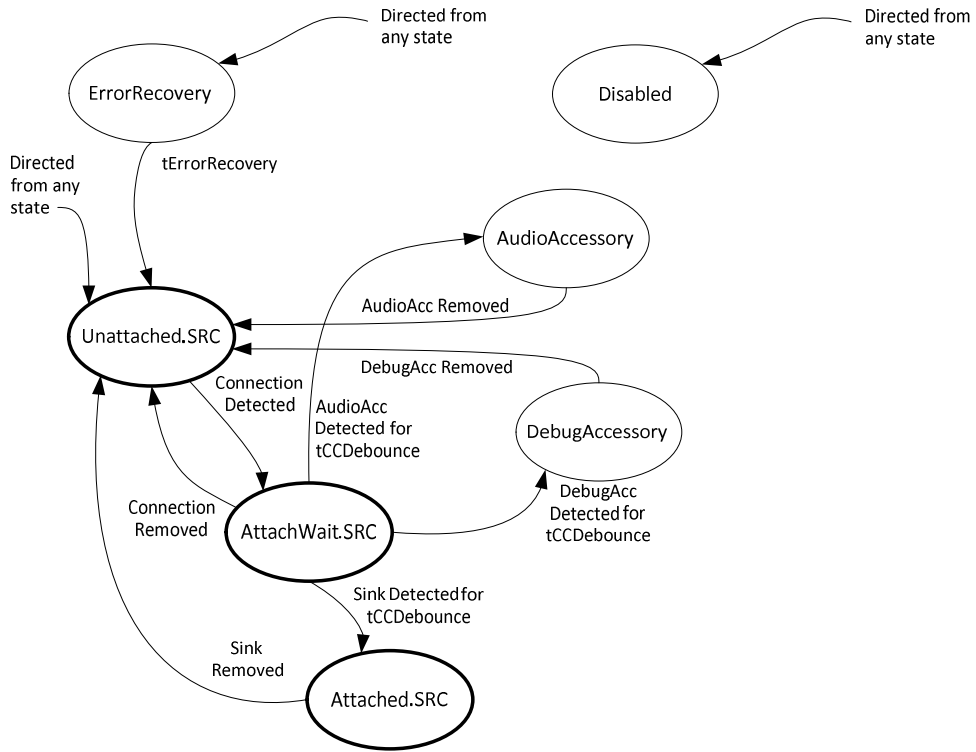 Directed from
any state
Directed from
any state
ErrorRecovery
Disabled
Directed
from any
state
tErrorRecovery
AudioAccessory
AudioAcc Removed
Unattached.SRC
DebugAcc Removed
Connection
Detected
AudioAcc
Detected for
tCCDebounce
DebugAccessory
Connection
Removed
AttachWait.SRC
DebugAcc
Detected for
tCCDebounce
Sink Detected for
tCCDebounce
Sink
Removed
Attached.SRC